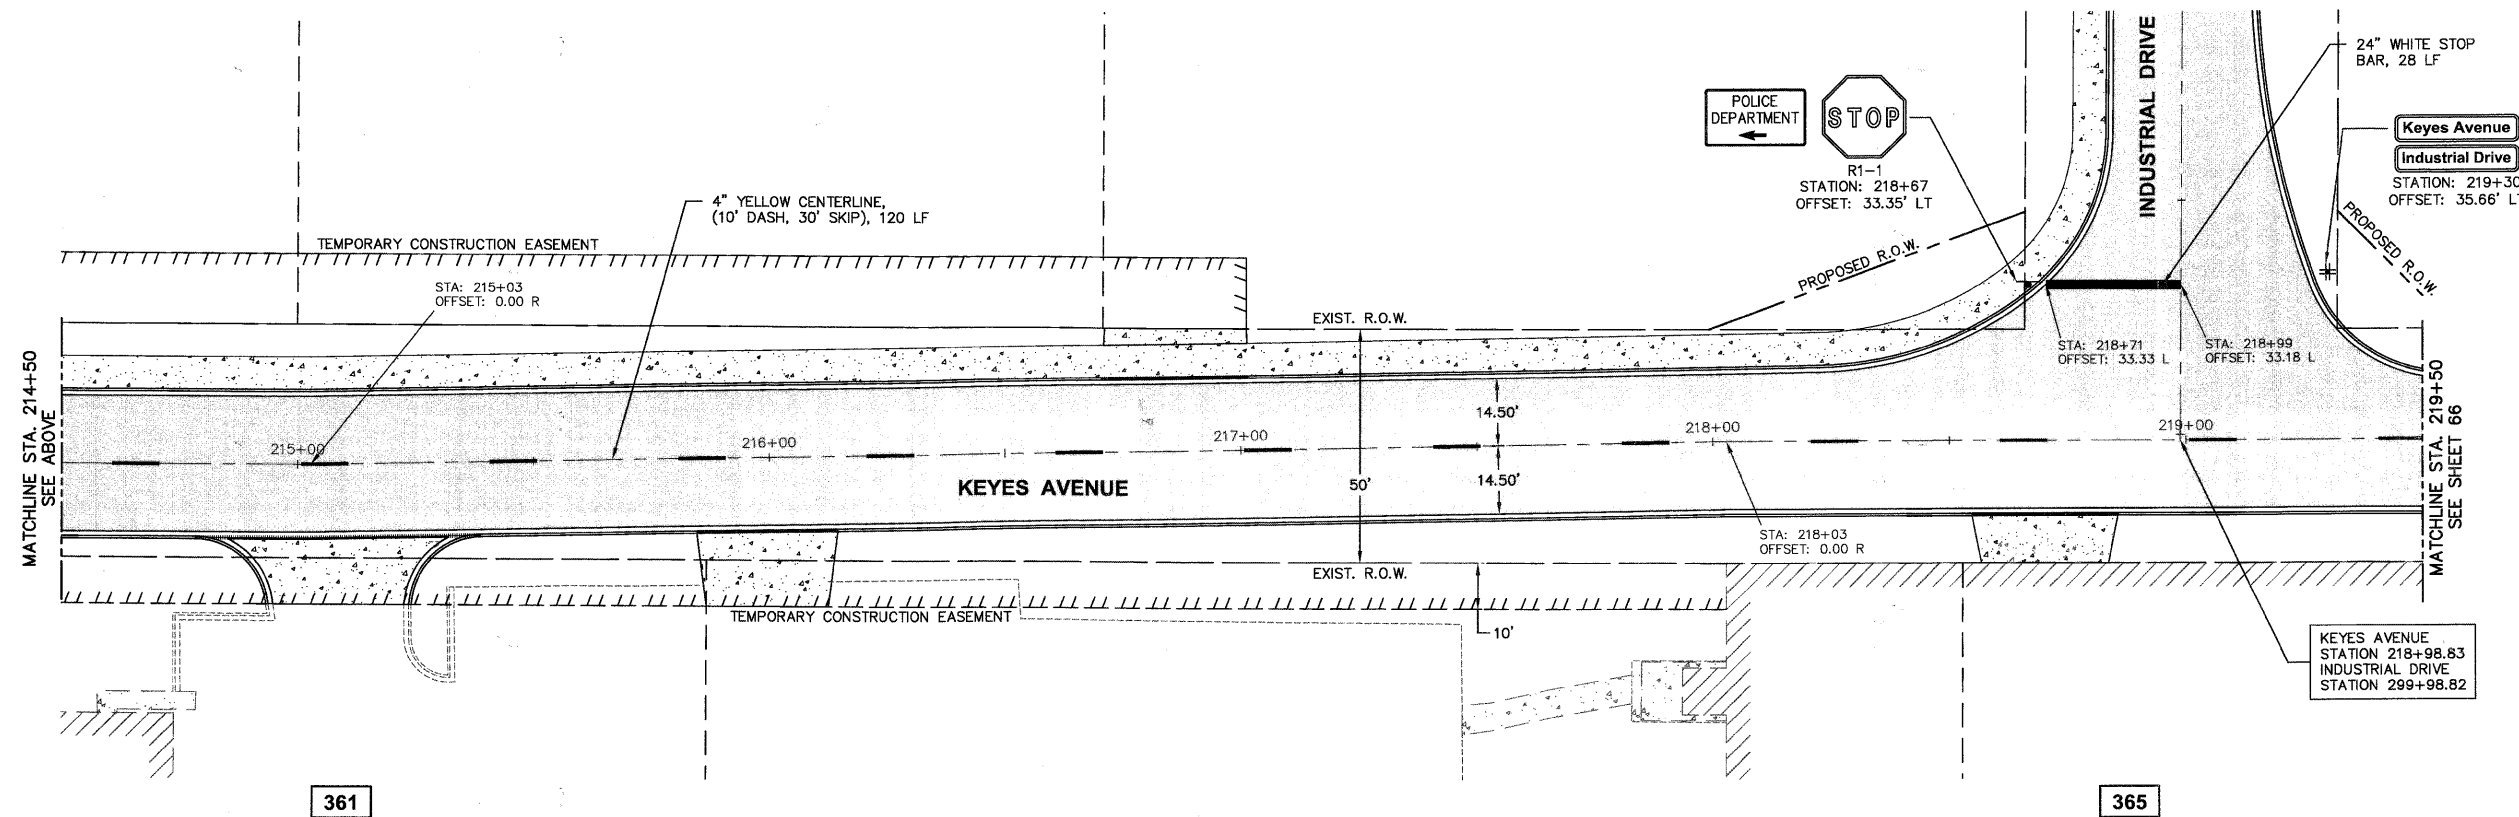 INDUSTRIAL DRIVE
24" WHITE STOP
BAR, 28 LF
POLICE
DEPARTMENT
STOP
R1-1
STATION: 218+67
OFFSET: 33.35' LT
Keyes Avenue
Industrial Drive
STATION: 219+30
OFFSET: 35.66' LT
PROPOSED R.O.W.
PROPOSED R.O.W.
4" YELLOW CENTERLINE,
(10' DASH, 30' SKIP), 120 LF
TEMPORARY CONSTRUCTION EASEMENT
STA: 215+03
OFFSET: 0.00 R
EXIST. R.O.W.
STA: 218+71
OFFSET: 33.33 L
STA: 218+99
OFFSET: 33.18 L
MATCHLINE STA. 214+50
SEE ABOVE
14.50'
215+00
216+00
217+00
218+00
219+00
KEYES AVENUE
50'
14.50'
MATCHLINE STA. 219+50
SEE SHEET 66
STA: 218+03
OFFSET: 0.00 R
EXIST. R.O.W.
TEMPORARY CONSTRUCTION EASEMENT
10'
KEYES AVENUE
STATION 218+98.83
INDUSTRIAL DRIVE
STATION 299+98.82
361
365